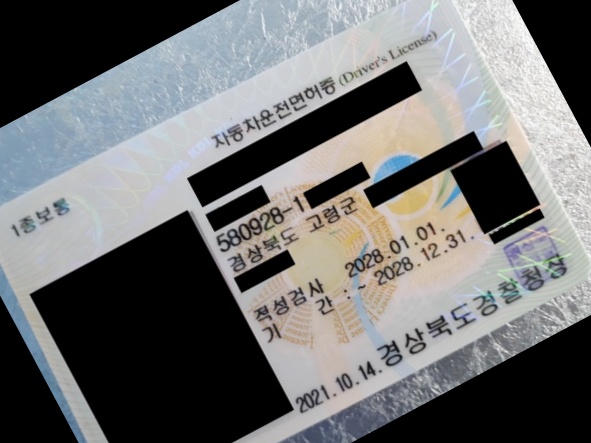 자동차운전면허증 (Driver's License)
1종보통
580928-1
경상북도 고령군
적성검사 2028.01.01.
기 간 : ~ 2028.12.31.
2021.10.14. 경상북도경찰청장